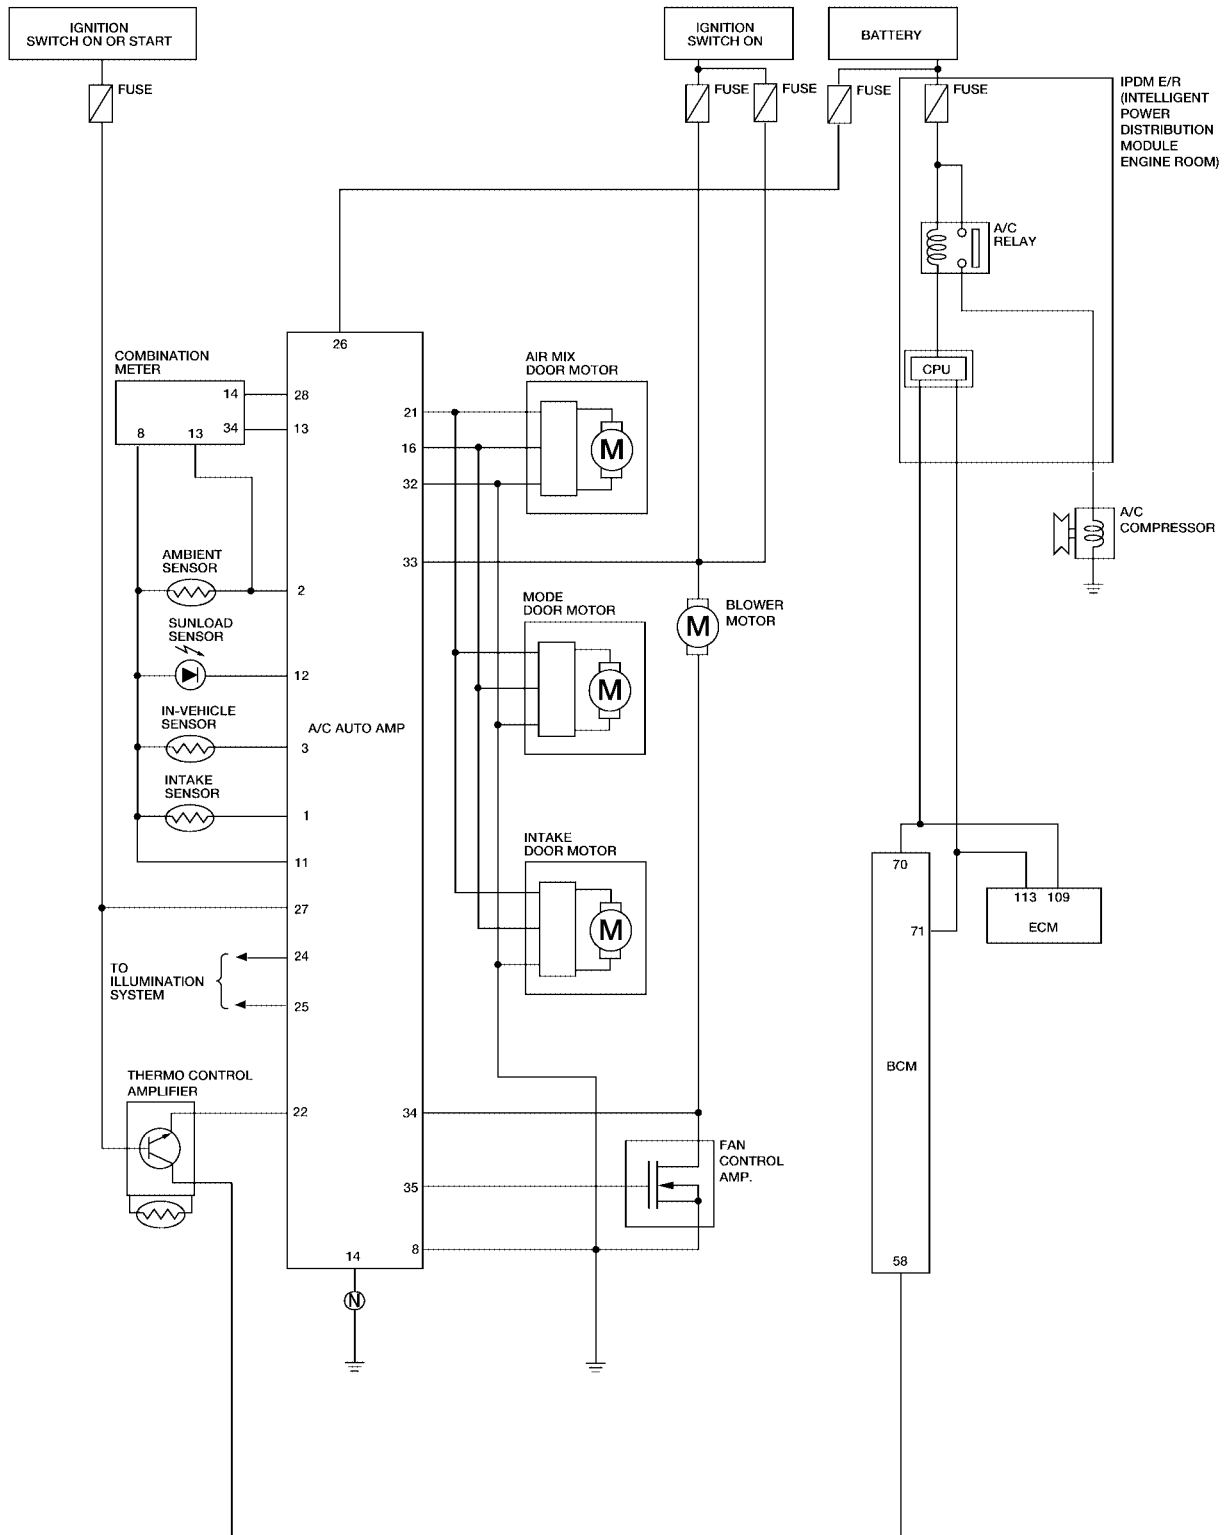 IGNITION
SWITCH ON OR START
IGNITION
SWITCH ON
BATTERY
FUSE
FUSE
FUSE
FUSE
FUSE
IPDM E/R
(INTELLIGENT
POWER
DISTRIBUTION
MODULE
ENGINE ROOM)
A/C
RELAY
CPU
A/C
COMPRESSOR
26
COMBINATION
METER
14
34
8
13
28
13
21
16
32
33
AIR MIX
DOOR MOTOR
M
AMBIENT
SENSOR
2
SUNLOAD
SENSOR
12
IN-VEHICLE
SENSOR
3
A/C AUTO AMP
INTAKE
SENSOR
1
11
27
MODE
DOOR MOTOR
M
BLOWER
MOTOR
M
INTAKE
DOOR MOTOR
M
TO
ILLUMINATION
SYSTEM
24
25
THERMO CONTROL
AMPLIFIER
22
34
35
8
14
N
FAN
CONTROL
AMP.
70
71
BCM
58
113 109
ECM